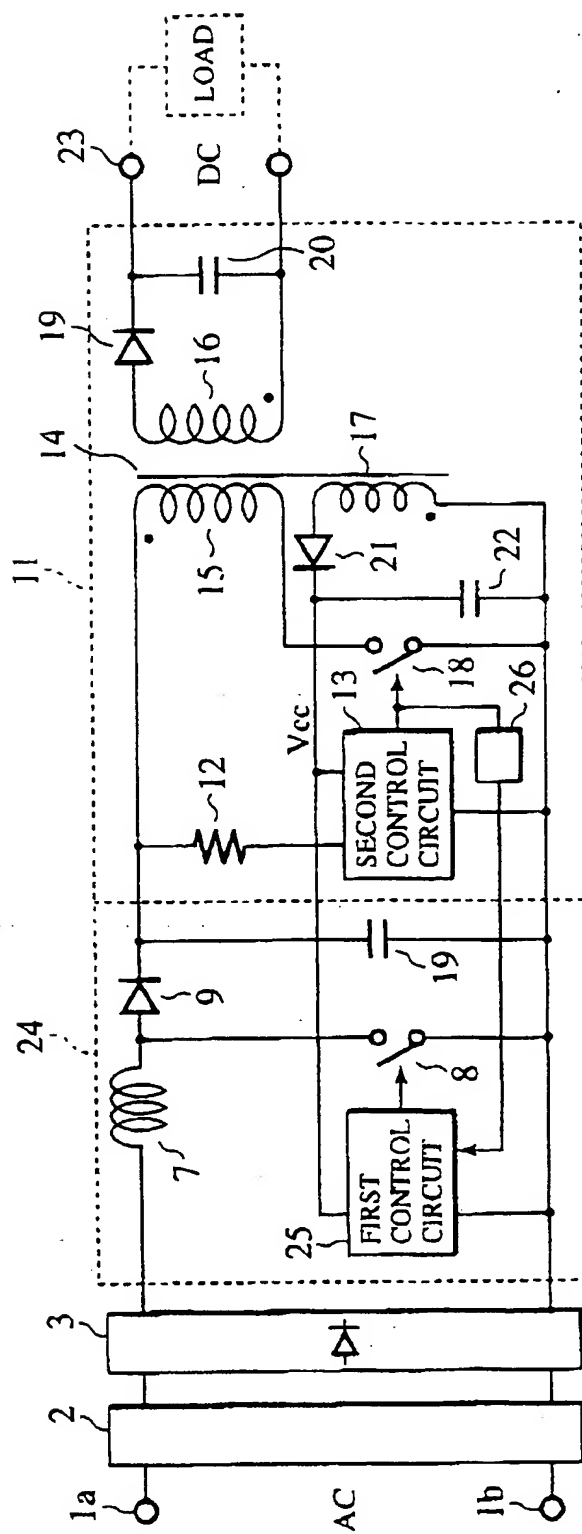 1a
1b
AC
2
3
24
7
9
8
19
FIRST
CONTROL
CIRCUIT
25
11
12
Vcc
13
SECOND
CONTROL
CIRCUIT
18
26
14
15
16
17
21
22
19
20
23
DC
LOAD